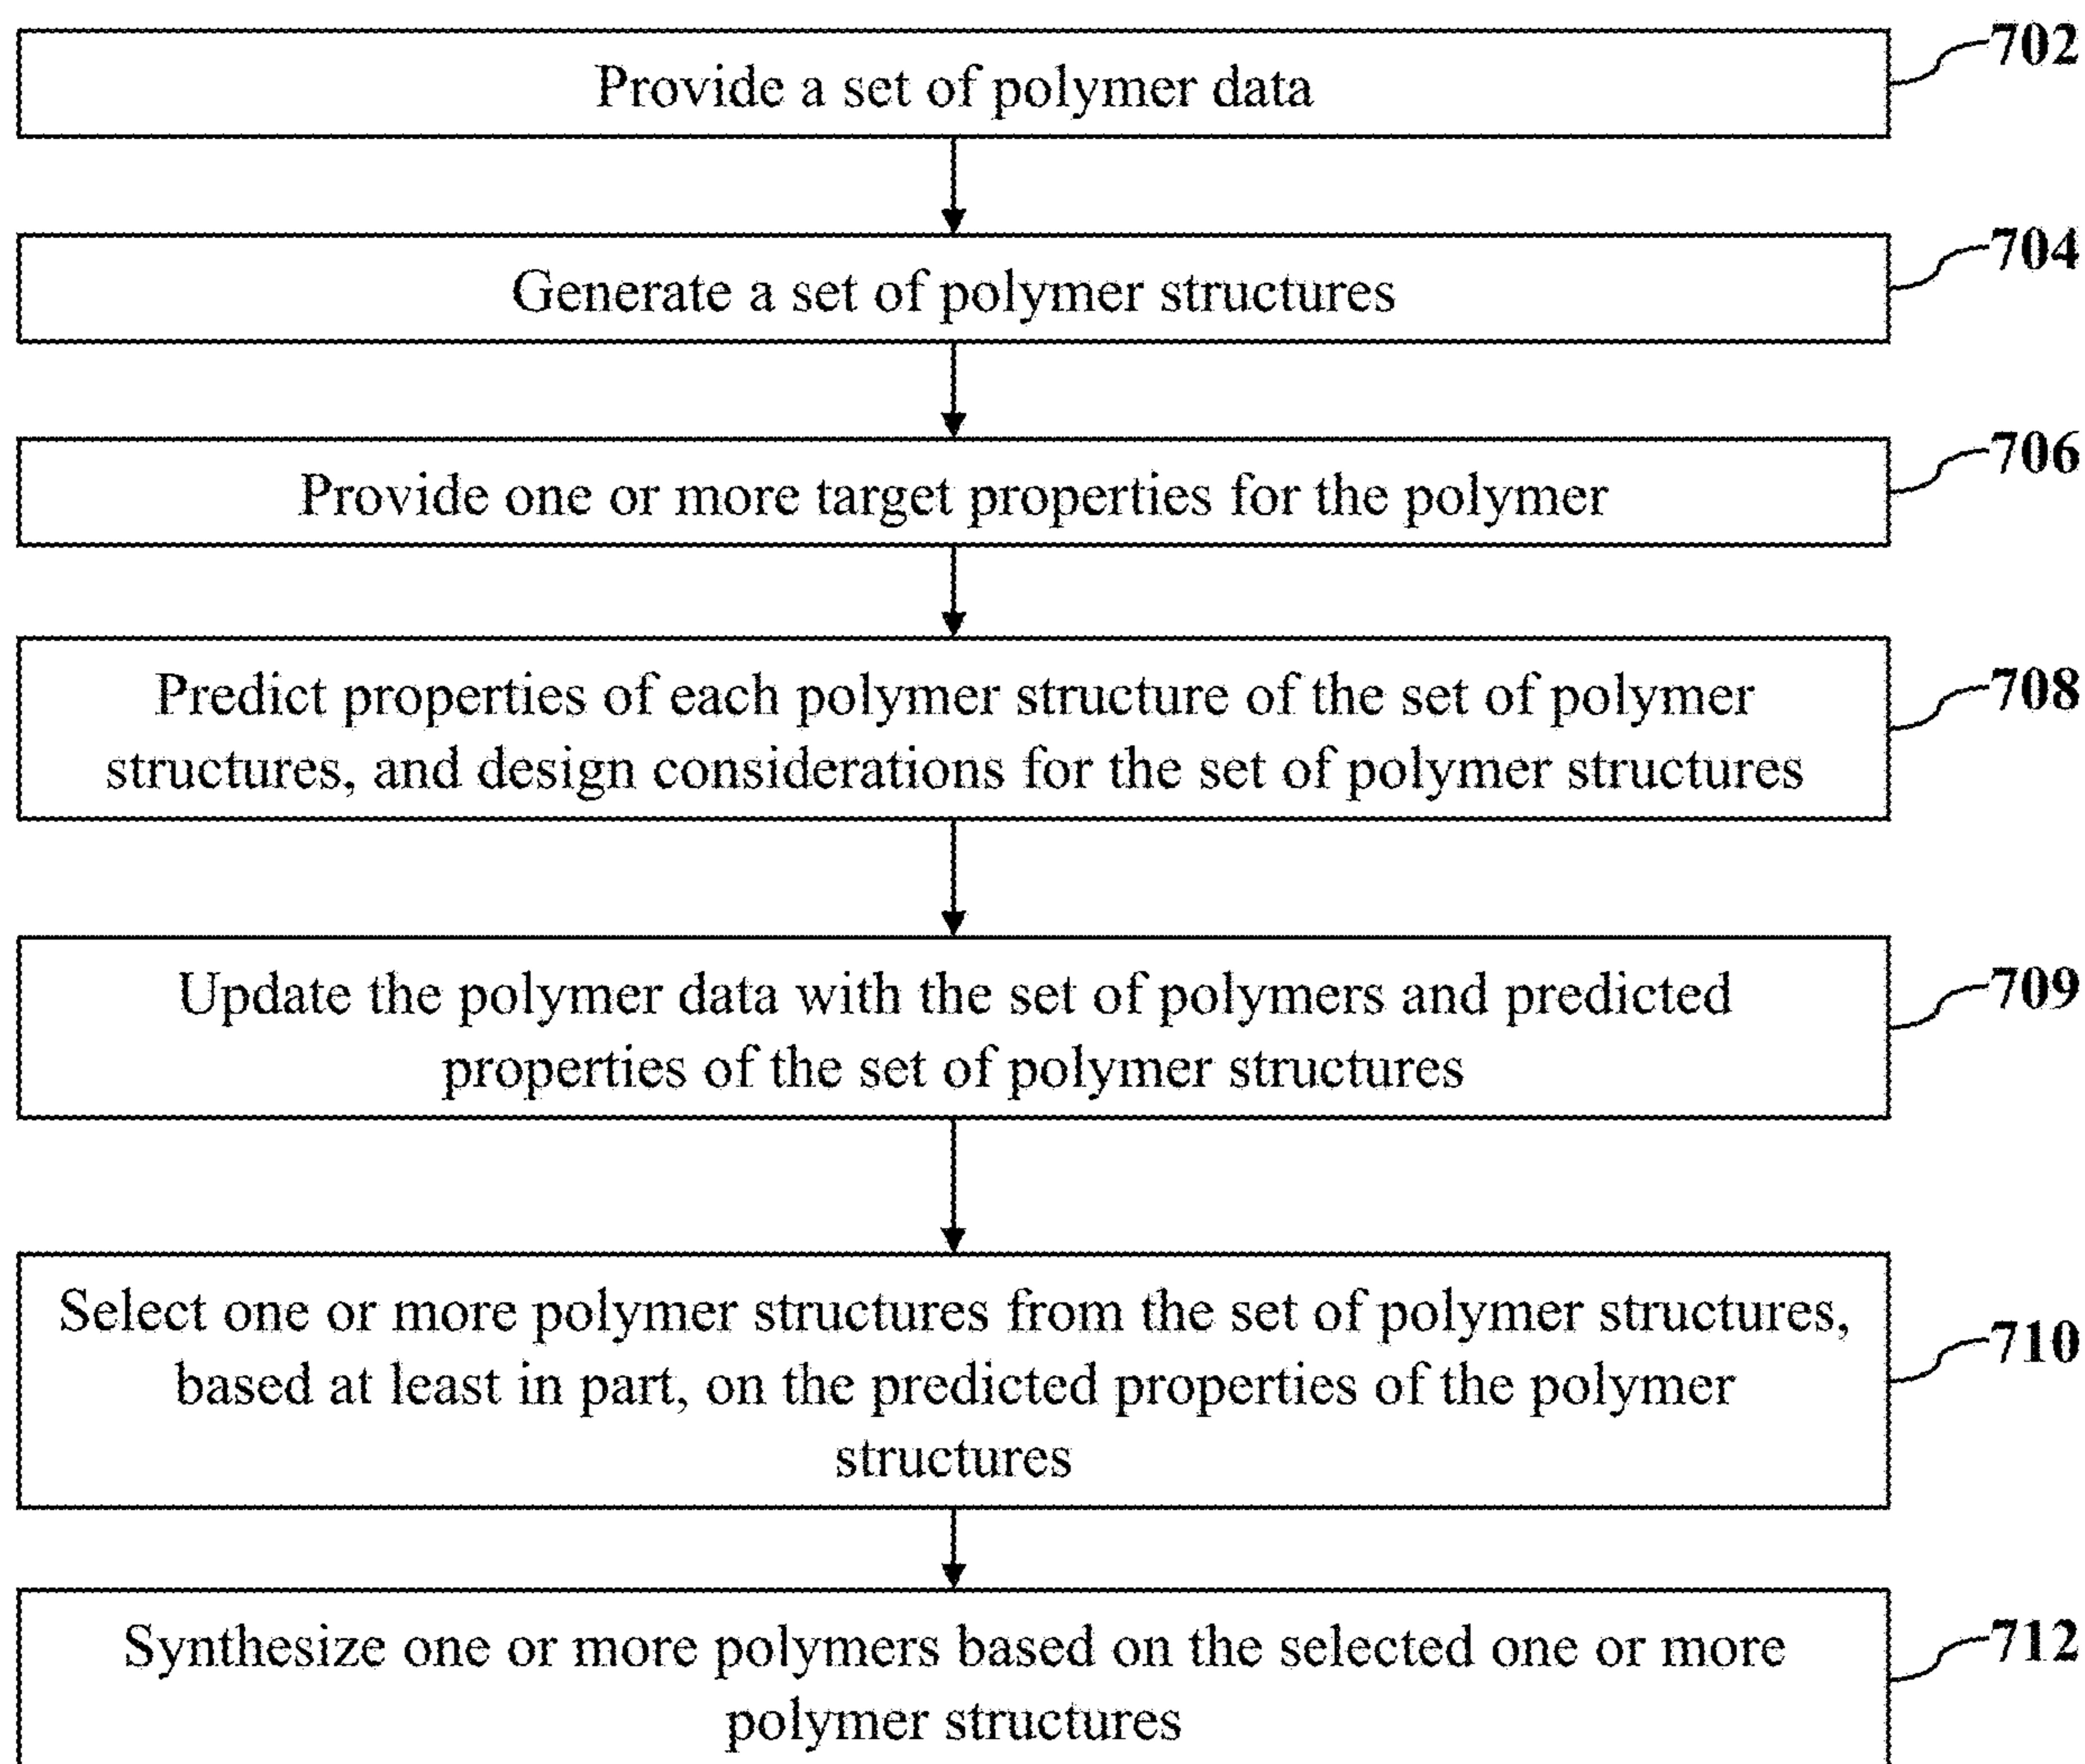 702
Provide a set of polymer data
704
Generate a set of polymer structures
706
Provide one or more target properties for the polymer
708
Predict properties of each polymer structure of the set of polymer
structures, and design considerations for the set of polymer structures
709
Update the polymer data with the set of polymers and predicted
properties of the set of polymer structures
710
Select one or more polymer structures from the set of polymer structures,
based at least in part, on the predicted properties of the polymer
structures
712
Synthesize one or more polymers based on the selected one or more
polymer structures